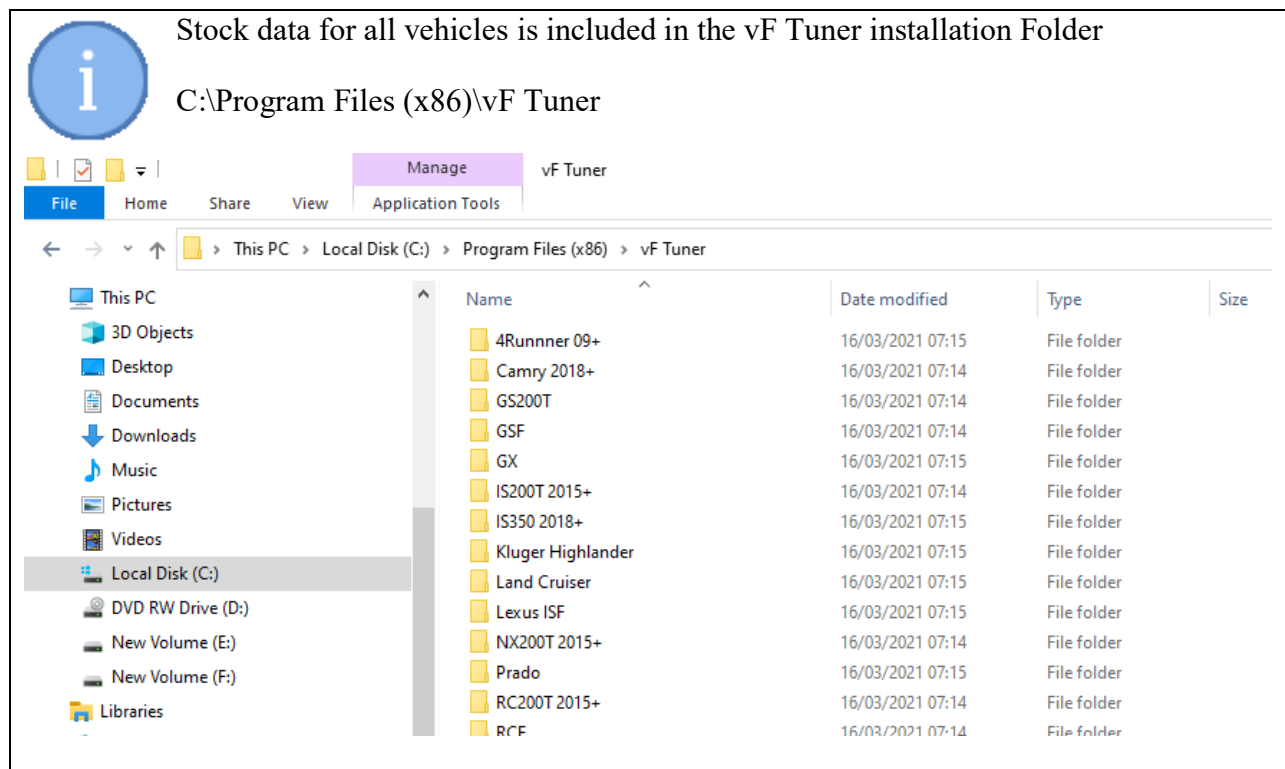 Stock data for all vehicles is included in the vF Tuner installation Folder
C:\Program Files (x86)\vF Tuner
Manage vF Tuner
File Home Share View Application Tools
This PC > Local Disk (C:) > Program Files (x86) > vF Tuner
This PC
3D Objects
Desktop
Documents
Downloads
Music
Pictures
Videos
Local Disk (C:)
DVD RW Drive (D:)
New Volume (E:)
New Volume (F:)
Libraries
Name Date modified Type Size
4Runnner 09+ 16/03/2021 07:15 File folder
Camry 2018+ 16/03/2021 07:14 File folder
GS200T 16/03/2021 07:14 File folder
GSF 16/03/2021 07:14 File folder
GX 16/03/2021 07:15 File folder
IS200T 2015+ 16/03/2021 07:14 File folder
IS350 2018+ 16/03/2021 07:15 File folder
Kluger Highlander 16/03/2021 07:15 File folder
Land Cruiser 16/03/2021 07:15 File folder
Lexus ISF 16/03/2021 07:15 File folder
NX200T 2015+ 16/03/2021 07:14 File folder
Prado 16/03/2021 07:15 File folder
RC200T 2015+ 16/03/2021 07:14 File folder
RCF 16/03/2021 07:14 File folder